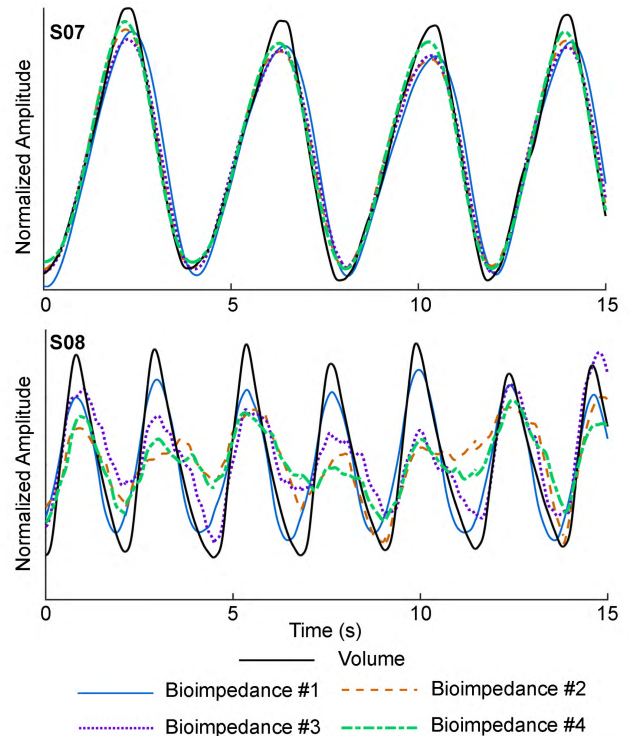 S07
Normalized Amplitude
0 5 10 15
S08
Normalized Amplitude
0 5 10 15
Time (s)
Volume
Bioimpedance #1 Bioimpedance #2
Bioimpedance #3 Bioimpedance #4